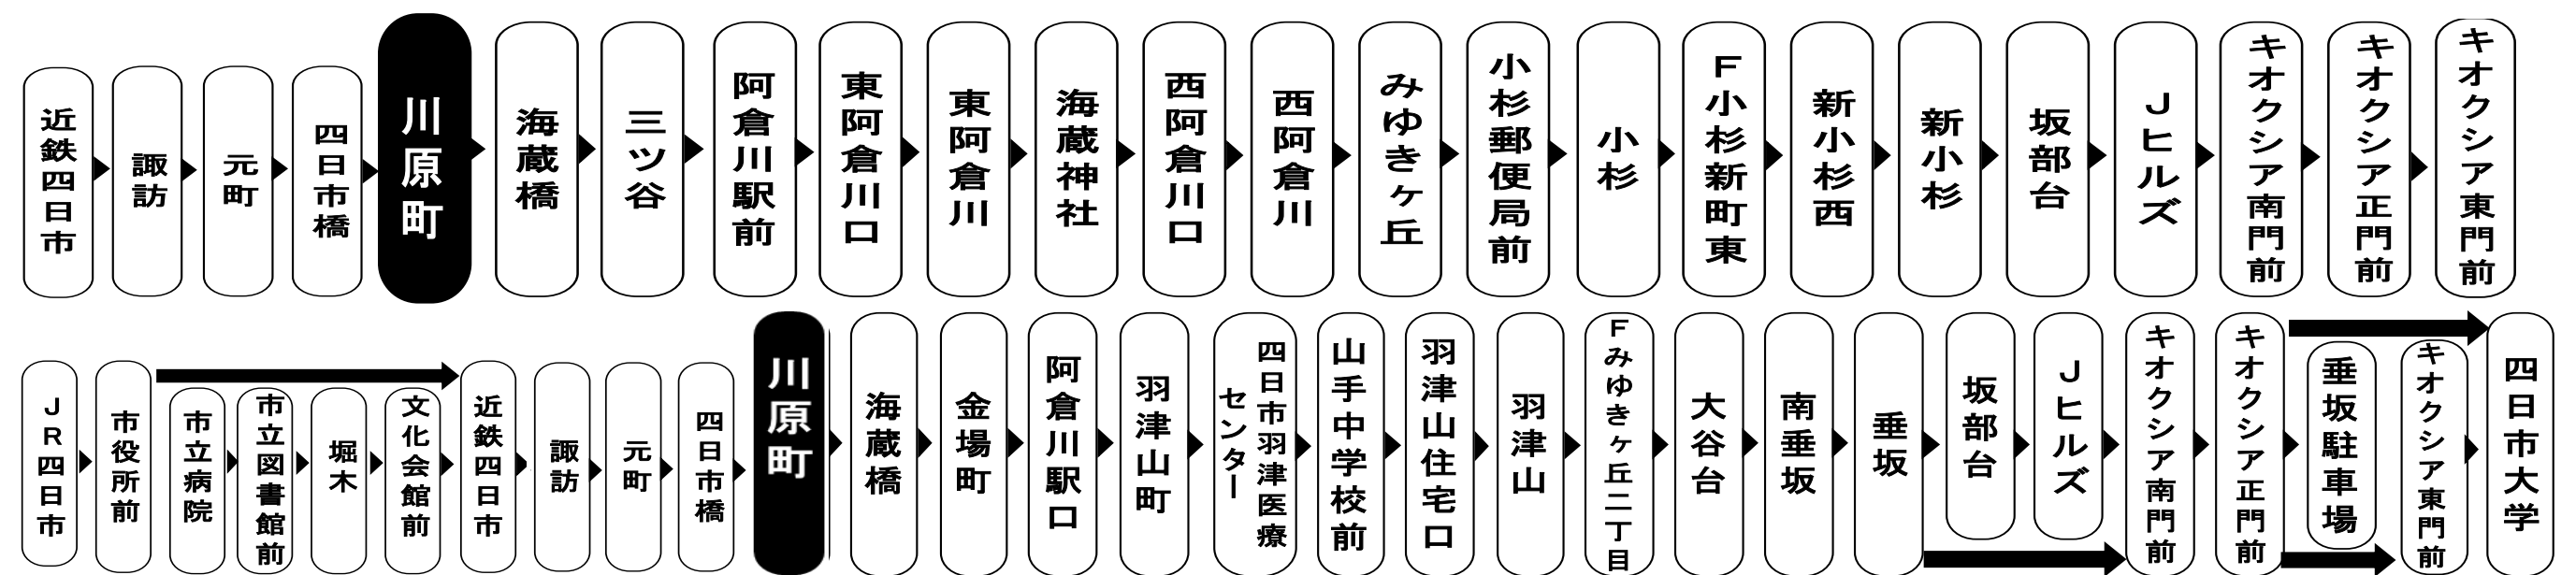 近鉄四日市
諏訪
元町
四日市橋
川原町
海蔵橋
三ツ谷
阿倉川駅前
東阿倉川口
東阿倉川
海蔵神社
西阿倉川口
西阿倉川
みゆきヶ丘
小杉郵便局前
小杉
F小杉新町東
新小杉西
新小杉
坂部台
Jヒルズ
キオクシア南門前
キオクシア正門前
キオクシア東門前
JR四日市
市役所前
市立病院
市立図書館前
堀木
文化会館前
近鉄四日市
諏訪
元町
四日市橋
川原町
海蔵橋
金場町
阿倉川駅口
羽津山町
四日市羽津医療
センター
山手中学校前
羽津山住宅口
羽津山
Fみゆきヶ丘二丁目
大谷台
南垂坂
垂坂
坂部台
Jヒルズ
キオクシア南門前
キオクシア正門前
垂坂駐車場
キオクシア東門前
四日市大学